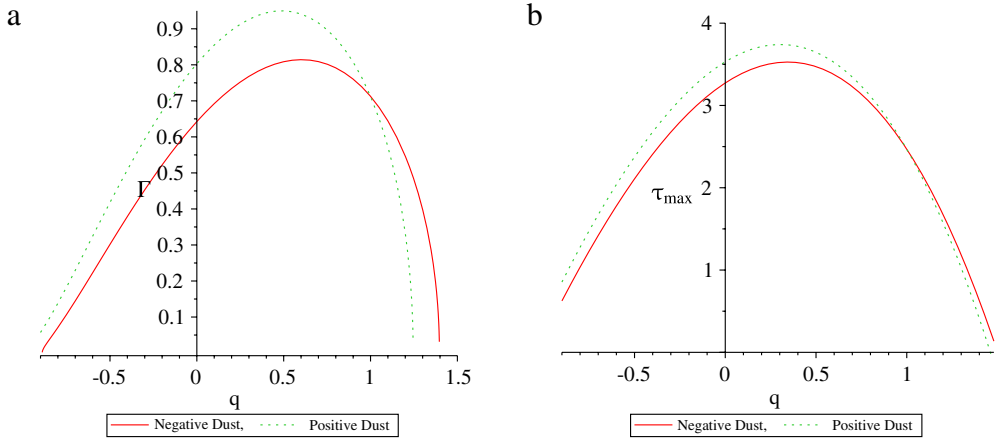 a
0.9
0.8
0.7
0.6
0.5
Γ
0.4
0.3
0.2
0.1
-0.5 0 0.5 1 1.5
q
Negative Dust, Positive Dust
b
4
3
2
τmax
1
-0.5 0 1
q
Negative Dust, Positive Dust